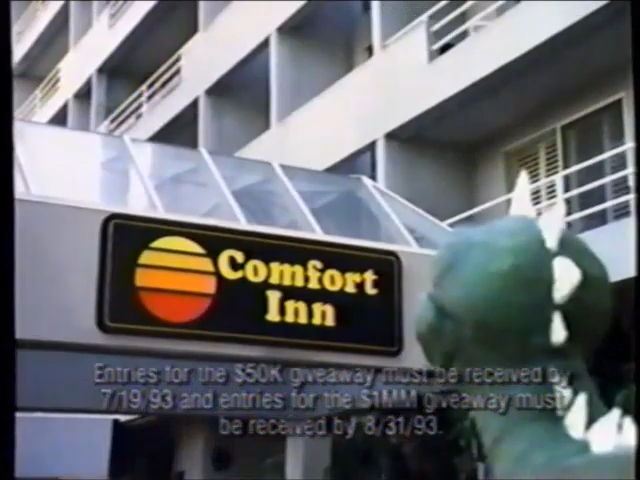 Comfort
Inn
Entries for the $50K giveaway must be received by
7/19/93 and entries for the $1MM giveaway must
be received by 8/31/93.